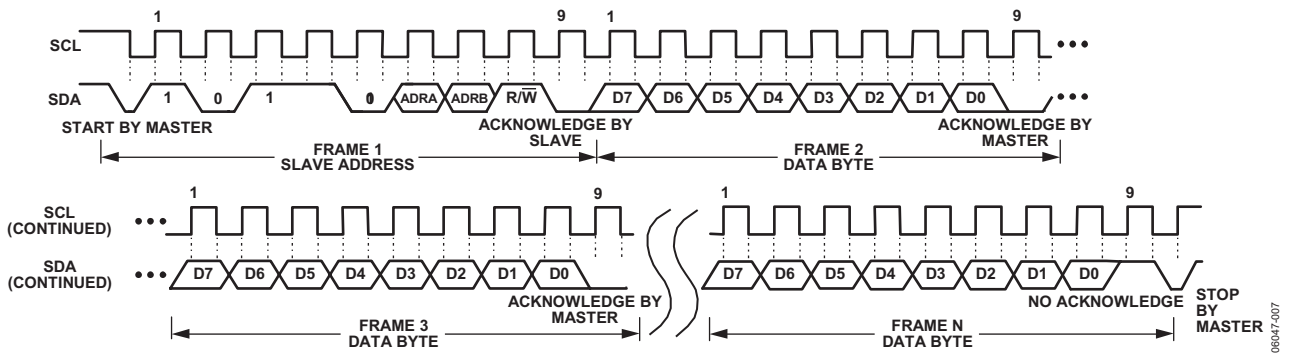 1 9 1 9
SCL
SDA 1 0 1 0 ADRA ADRB R/W D7 D6 D5 D4 D3 D2 D1 D0
START BY MASTER
ACKNOWLEDGE BY
SLAVE
ACKNOWLEDGE BY
MASTER
FRAME 1
SLAVE ADDRESS
FRAME 2
DATA BYTE
1 9 1 9
SCL
(CONTINUED)
SDA
(CONTINUED)
D7 D6 D5 D4 D3 D2 D1 D0 D7 D6 D5 D4 D3 D2 D1 D0
ACKNOWLEDGE BY
MASTER
NO ACKNOWLEDGE
STOP
BY
MASTER
FRAME 3
DATA BYTE
FRAME N
DATA BYTE
06047-007